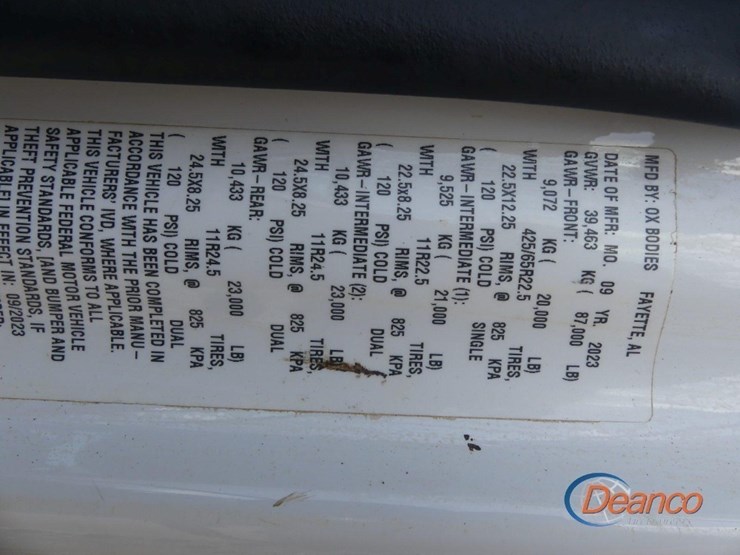 MFD BY: OX BODIES FAYETTE, AL
DATE OF MFR: MO. 09 YR. 2023
GVWR: 39,463 KG ( 87,000 LB)
GAWR-FRONT:
9,072 KG ( 20,000 LB)
WITH 425/65R22.5 TIRES,
22.5X12.25 RIMS, @ 825 KPA
( 120 PSI) COLD SINGLE
GAWR-INTERMEDIATE (1):
9,525 KG ( 21,000 LB)
WITH 11R22.5 TIRES,
22.5x8.25 RIMS, @ 825 KPA
( 120 PSI) COLD DUAL
GAWR-INTERMEDIATE (2):
10,433 KG ( 23,000 LB)
WITH 11R24.5 TIRES,
24.5X8.25 RIMS, @ 825 KPA
( 120 PSI) COLD DUAL
GAWR-REAR:
10,433 KG ( 23,000 LB)
WITH 11R24.5 TIRES,
24.5X8.25 RIMS, @ 825 KPA
( 120 PSI) COLD DUAL
THIS VEHICLE HAS BEEN COMPLETED IN
ACCORDANCE WITH THE PRIOR MANU-
FACTURERS' IVD, WHERE APPLICABLE.
THIS VEHICLE CONFORMS TO ALL
APPLICABLE FEDERAL MOTOR VEHICLE
SAFETY STANDARDS, [AND BUMPER AND
THEFT PREVENTION STANDARDS, IF
APPLICABLE] IN EFFECT IN: 09/2023
Deanco